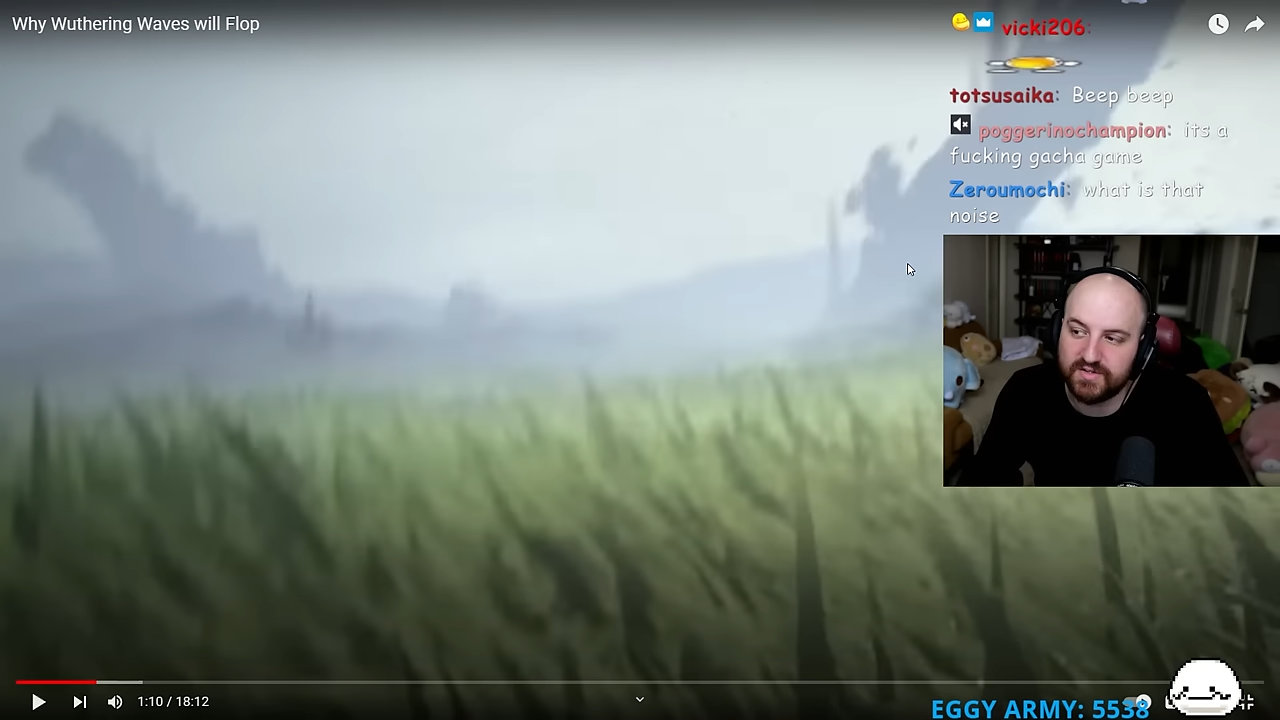 Why Wuthering Waves will Flop
vicki206:
totsusaika: Beep beep
poggerinochampion: its a
fucking gacha game
Zeroumochi: what is that
noise
1:10 / 18:12
EGGY ARMY: 5538